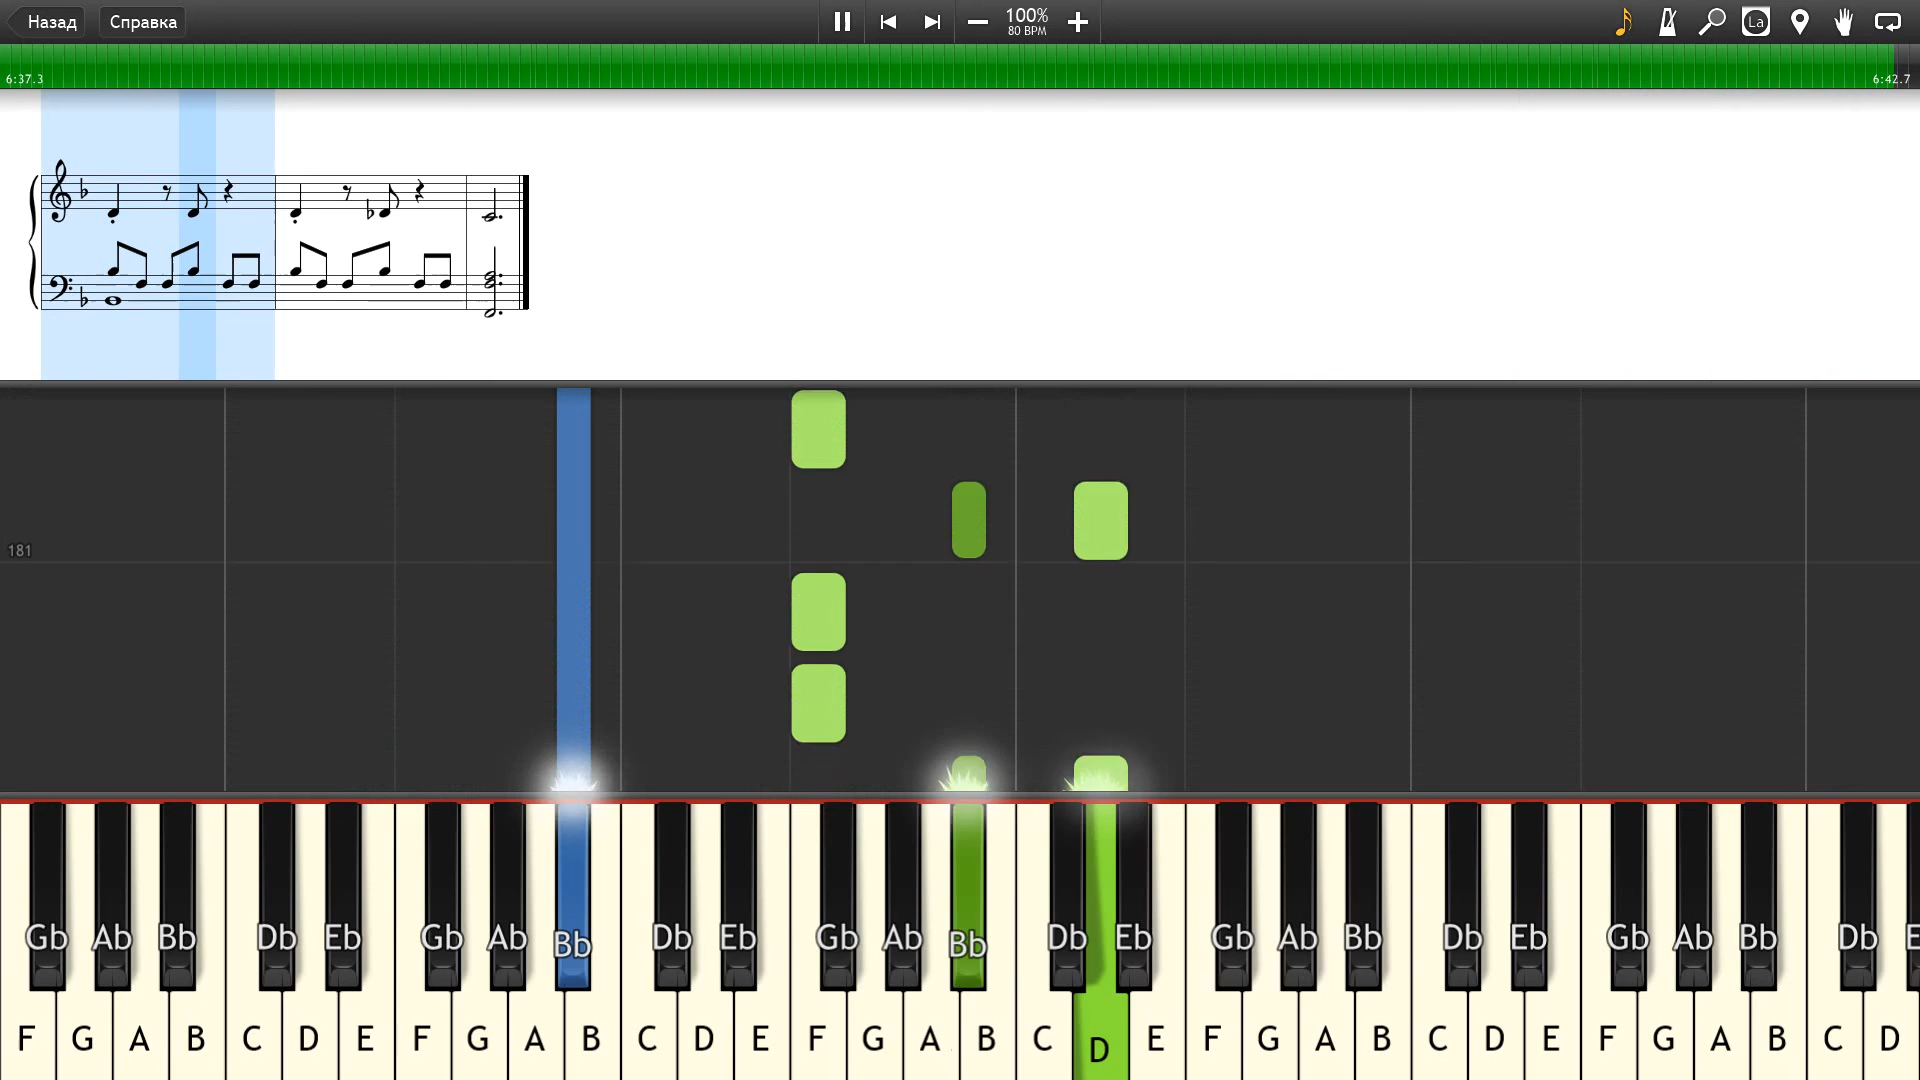 Назад Справка 100% La
80 BPM
6:37.3 6:42.7
181
Gb Ab Bb Db Eb Gb Ab Bb Db Eb Gb Ab Bb Db Eb Gb Ab Bb Db Eb Gb Ab Bb Db E
F G A B C D E F G A B C D E F G A B C D E F G A B C D E F G A B C D